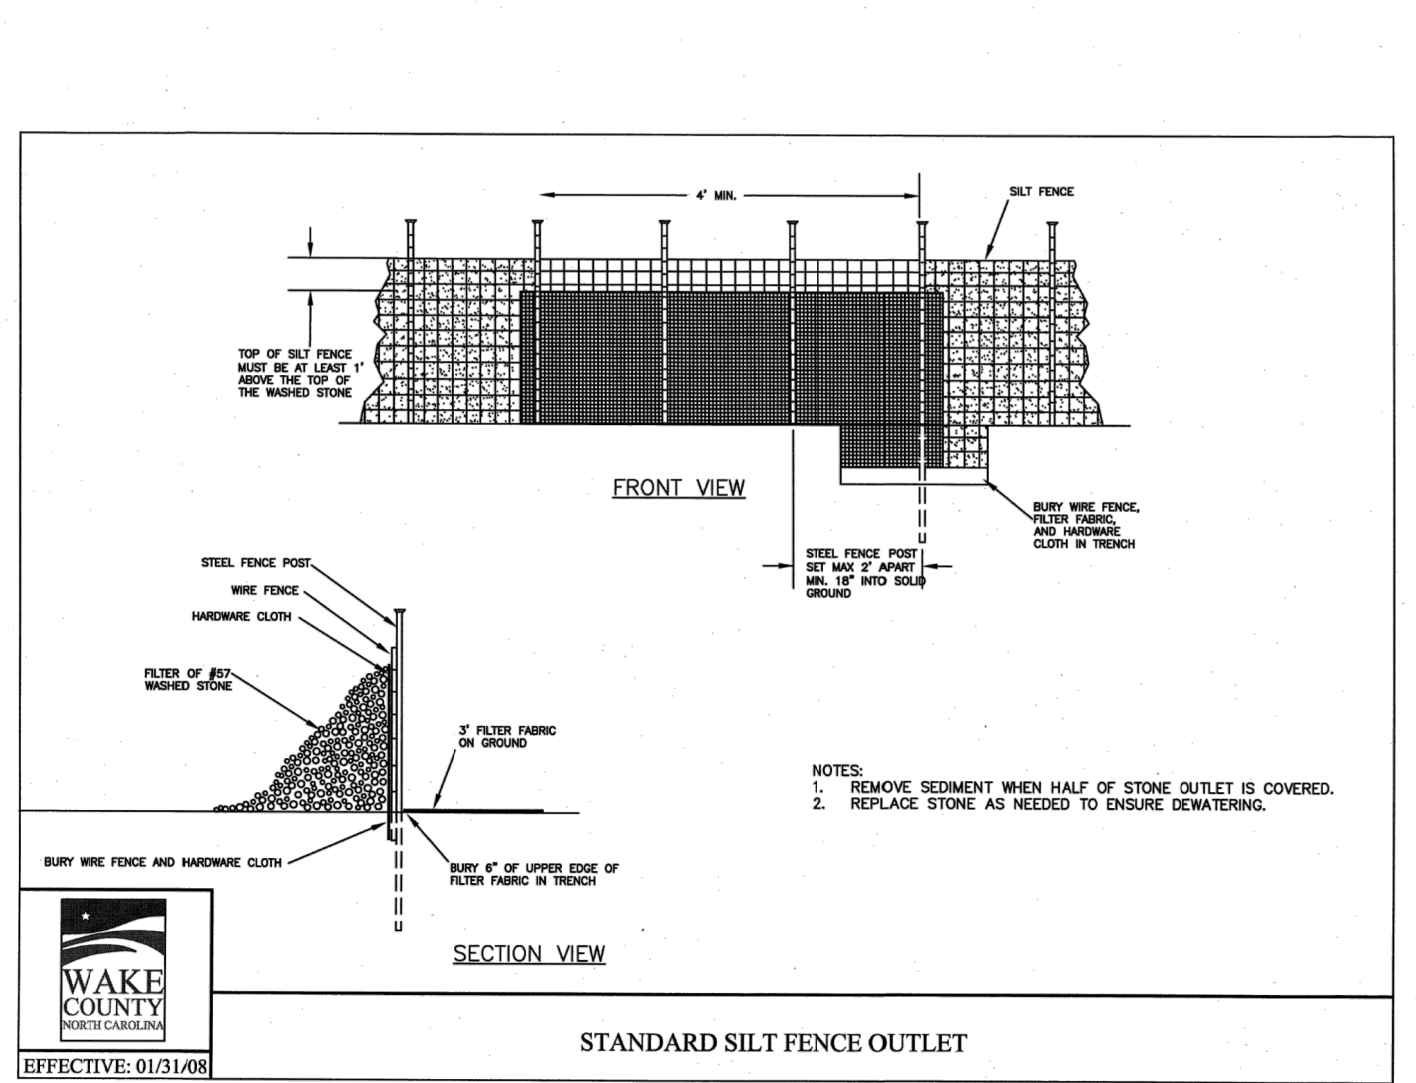 4' MIN.
SILT FENCE
TOP OF SILT FENCE
MUST BE AT LEAST 1'
ABOVE THE TOP OF
THE WASHED STONE
FRONT VIEW
BURY WIRE FENCE,
FILTER FABRIC,
AND HARDWARE
CLOTH IN TRENCH
STEEL FENCE POST
SET MAX 2' APART
MIN. 18" INTO SOLID
GROUND
STEEL FENCE POST
WIRE FENCE
HARDWARE CLOTH
FILTER OF #57
WASHED STONE
3' FILTER FABRIC
ON GROUND
BURY WIRE FENCE AND HARDWARE CLOTH
BURY 6" OF UPPER EDGE OF
FILTER FABRIC IN TRENCH
SECTION VIEW
NOTES:
1. REMOVE SEDIMENT WHEN HALF OF STONE OUTLET IS COVERED.
2. REPLACE STONE AS NEEDED TO ENSURE DEWATERING.
WAKE
COUNTY
NORTH CAROLINA
EFFECTIVE: 01/31/08
STANDARD SILT FENCE OUTLET